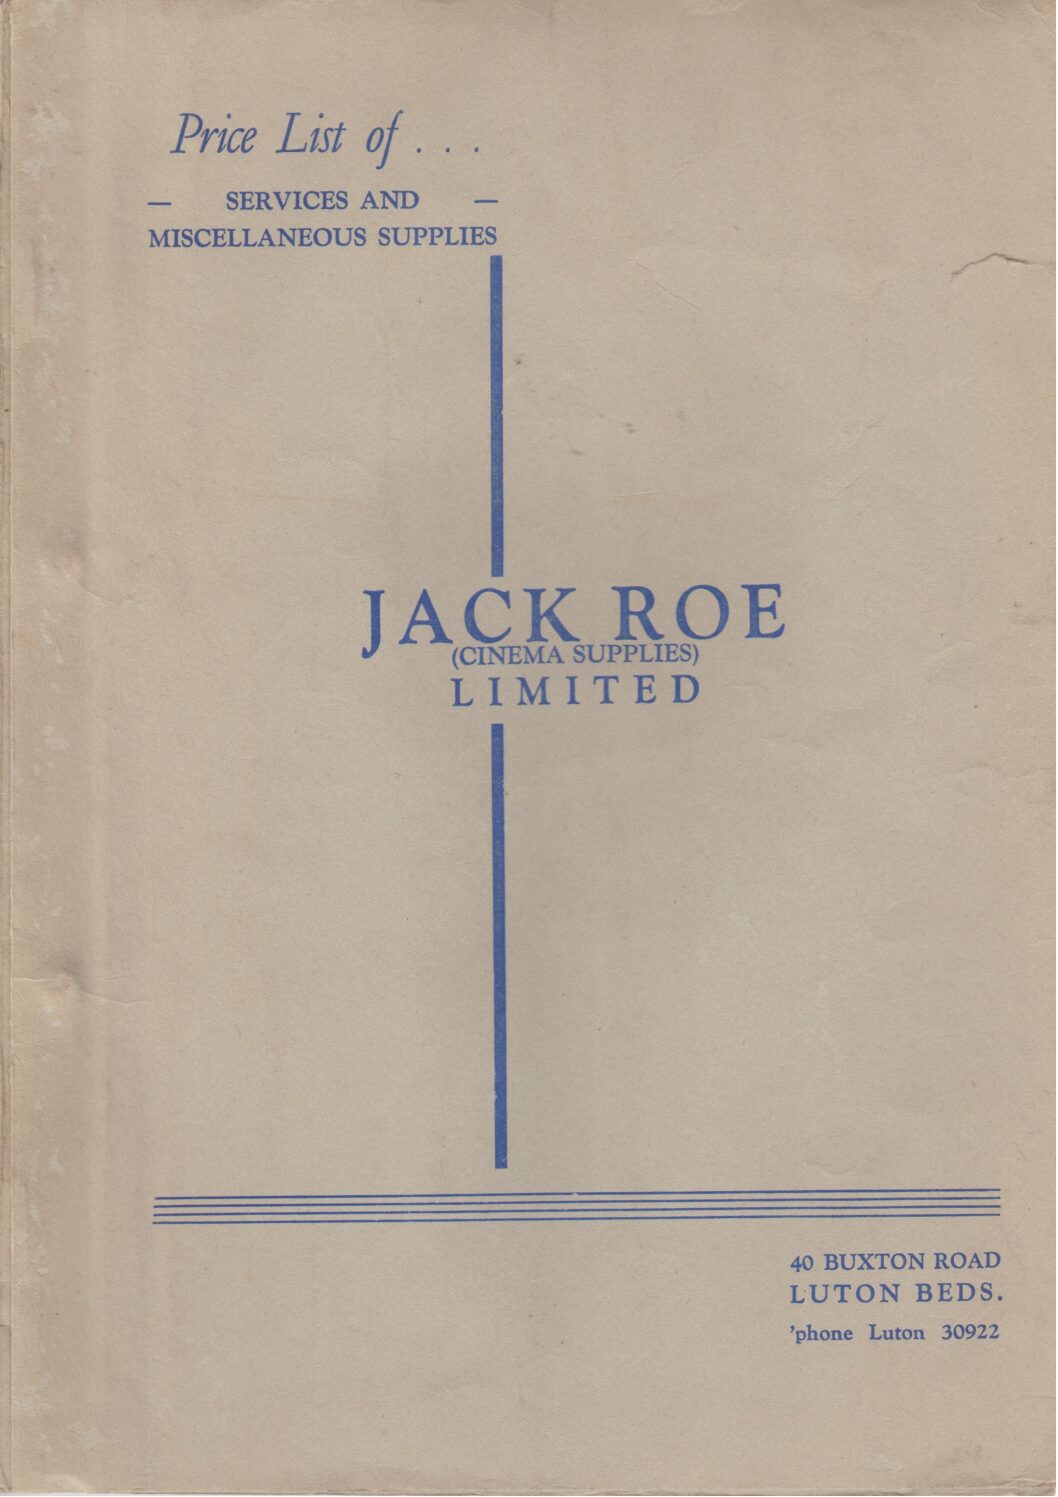 Price List of . . .
— SERVICES AND —
MISCELLANEOUS SUPPLIES
JACK ROE
(CINEMA SUPPLIES)
LIMITED
40 BUXTON ROAD
LUTON BEDS.
'phone Luton 30922